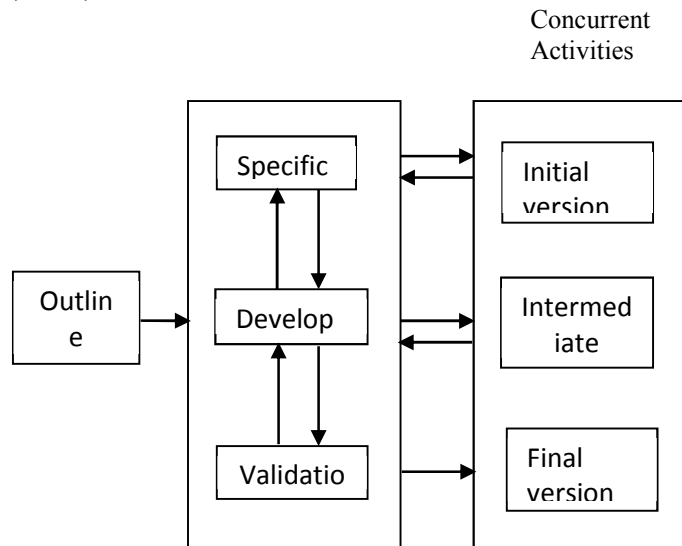 Concurrent
Activities
Specific
Initial
version
Outlin
e
Develop
Intermed
iate
Validatio
Final
version